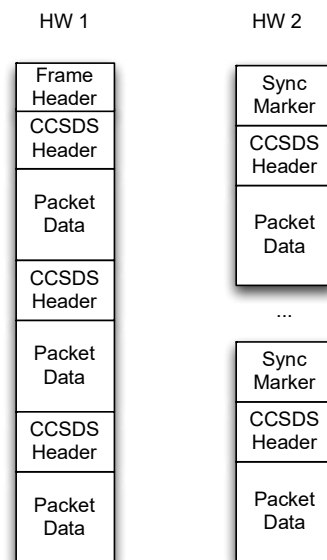 HW 1
Frame
Header
CCSDS
Header
Packet
Data
CCSDS
Header
Packet
Data
CCSDS
Header
Packet
Data
HW 2
Sync
Marker
CCSDS
Header
Packet
Data
...
Sync
Marker
CCSDS
Header
Packet
Data